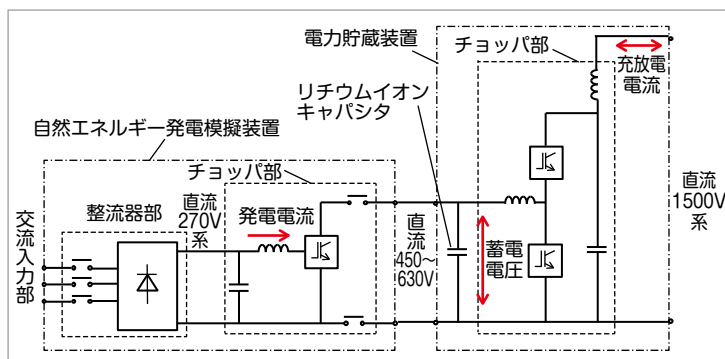 電力貯蔵装置
チョッパ部
充放電
電流
リチウムイオン
キャパシタ
自然エネルギー発電模擬装置
チョッパ部
整流器部
直流
270V
系
発電電流
交流入力部
直流
450～
630V
蓄電
電圧
直流
1500V
系